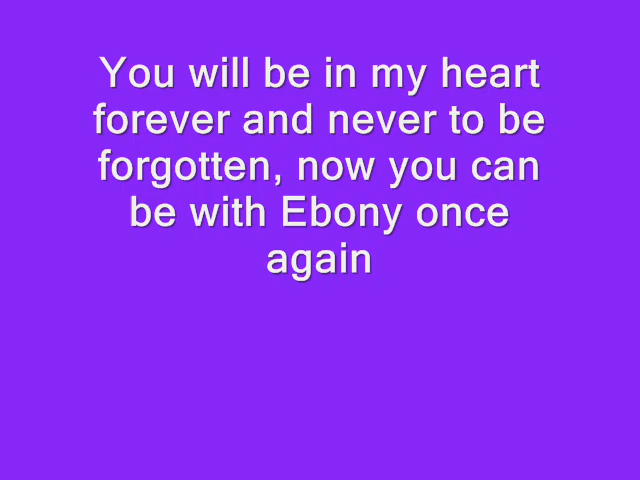 You will be in my heart
forever and never to be
forgotten, now you can
be with Ebony once
again